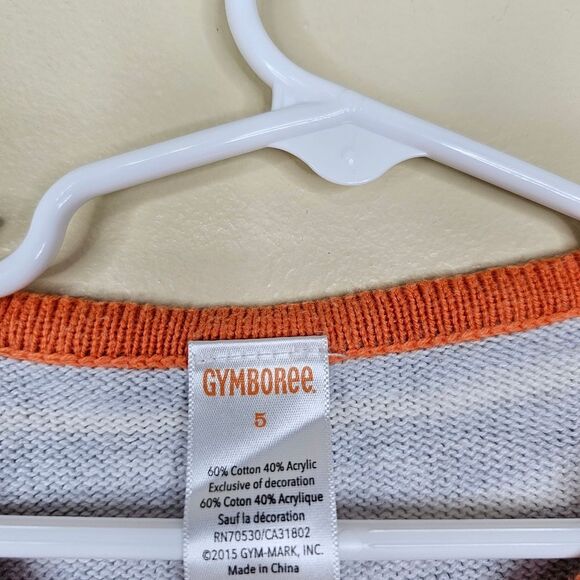 GYMBOREE
5
60% Cotton 40% Acrylic
Exclusive of decoration
60% Coton 40% Acrylique
Sauf la décoration
RN70530/CA31802
©2015 GYM-MARK, INC.
Made in China